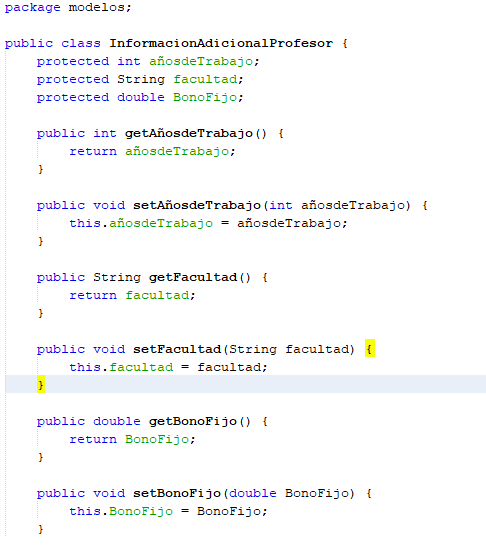 package modelos;
public class InformacionAdicionalProfesor {
protected int añosdeTrabajo;
protected String facultad;
protected double BonoFijo;
public int getAñosdeTrabajo() {
return añosdeTrabajo;
}
public void setAñosdeTrabajo(int añosdeTrabajo) {
this.añosdeTrabajo = añosdeTrabajo;
}
public String getFacultad() {
return facultad;
}
public void setFacultad(String facultad) {
this.facultad = facultad;
}
public double getBonoFijo() {
return BonoFijo;
}
public void setBonoFijo(double BonoFijo) {
this.BonoFijo = BonoFijo;
}